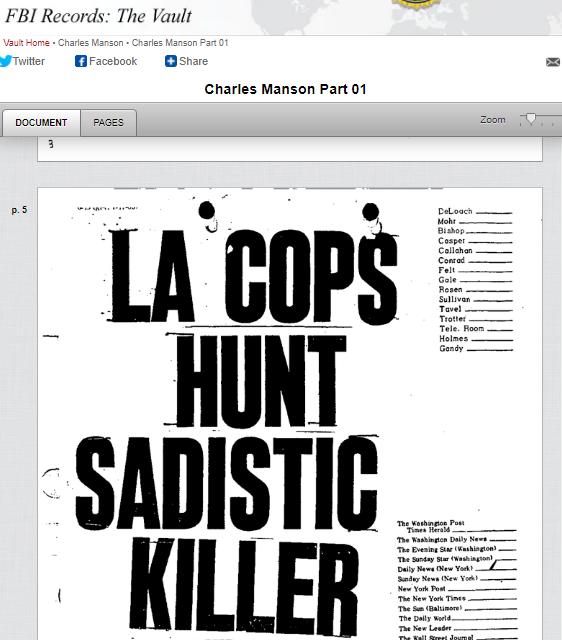 FBI Records: The Vault
Vault Home • Charles Manson • Charles Manson Part 01
Twitter Facebook Share
Charles Manson Part 01
DOCUMENT PAGES Zoom
3
p. 5
LA COPS
HUNT
SADISTIC
KILLER
DeLoach
Mohr
Bishop
Casper
Callahan
Conrad
Felt
Gale
Rosen
Sullivan
Tavel
Trotter
Tele. Room
Holmes
Gandy
The Washington Post
Times Herald
The Washington Daily News
The Evening Star (Washington)
The Sunday Star (Washington)
Daily News (New York)
Sunday News (New York)
New York Post
The New York Times
The Sun (Baltimore)
The Daily World
The New Leader
The Wall Street Journal